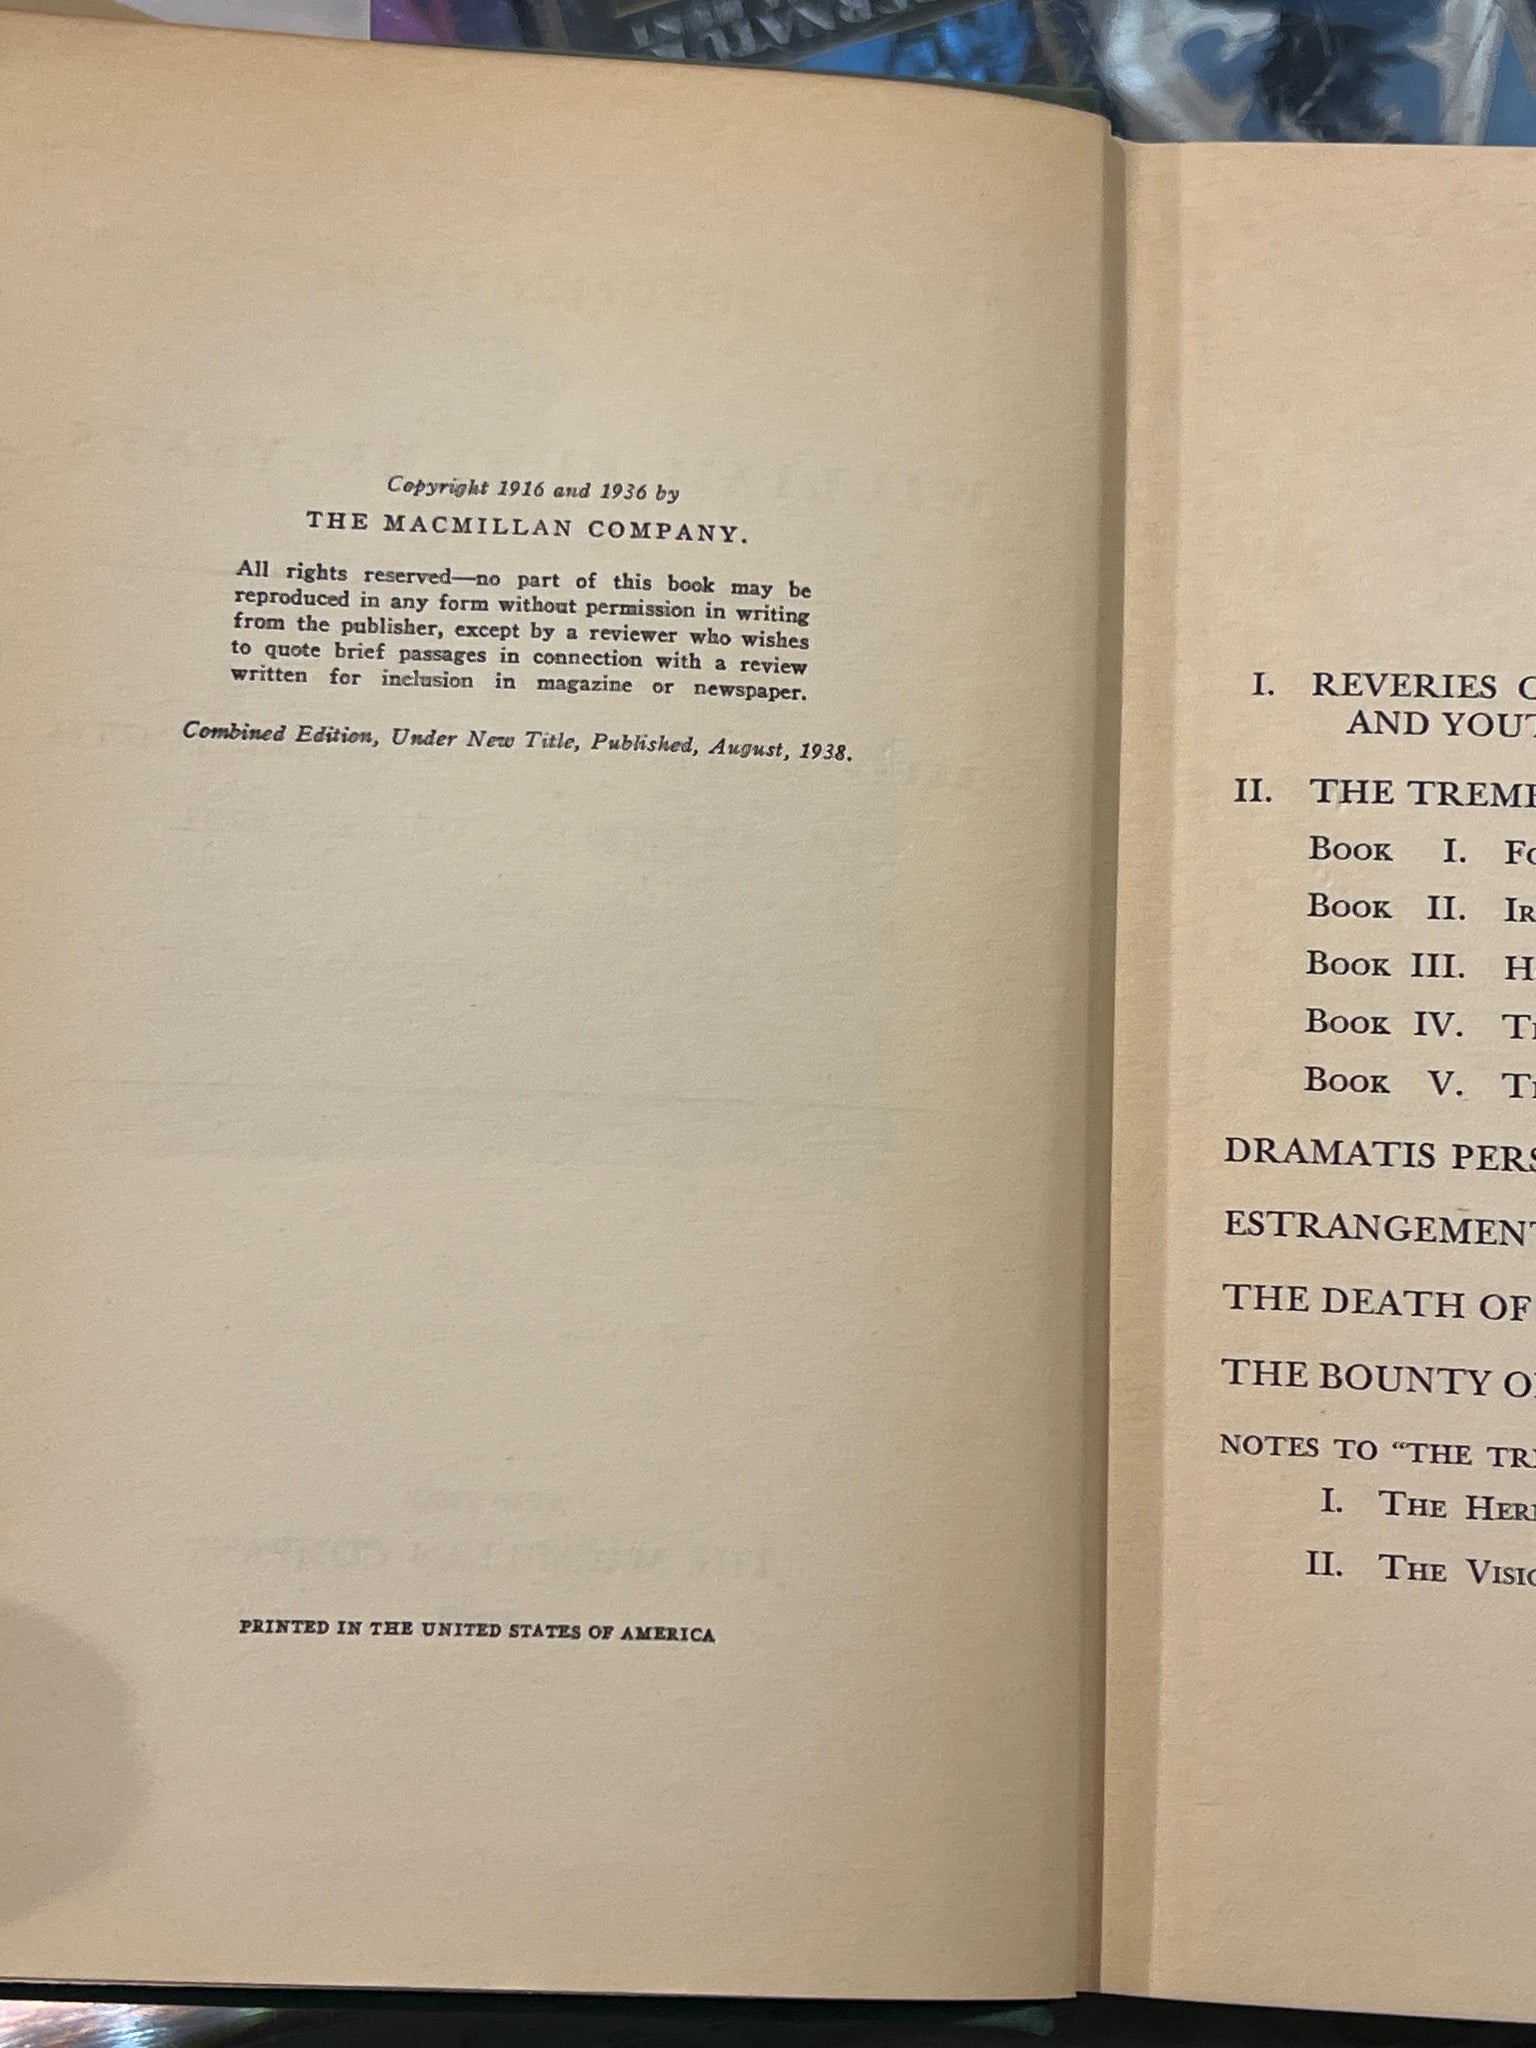 Copyright 1916 and 1936 by
THE MACMILLAN COMPANY.
All rights reserved—no part of this book may be
reproduced in any form without permission in writing
from the publisher, except by a reviewer who wishes
to quote brief passages in connection with a review
written for inclusion in magazine or newspaper.
Combined Edition, Under New Title, Published, August, 1938.
PRINTED IN THE UNITED STATES OF AMERICA
I. REVERIES
AND
II. THE
BOOK I.
BOOK II.
BOOK III.
BOOK IV.
BOOK V.
DRAMATIS
ESTRANGEMENT
THE DEATH OF
THE BOUNTY
NOTES TO "THE
I. THE
II. THE